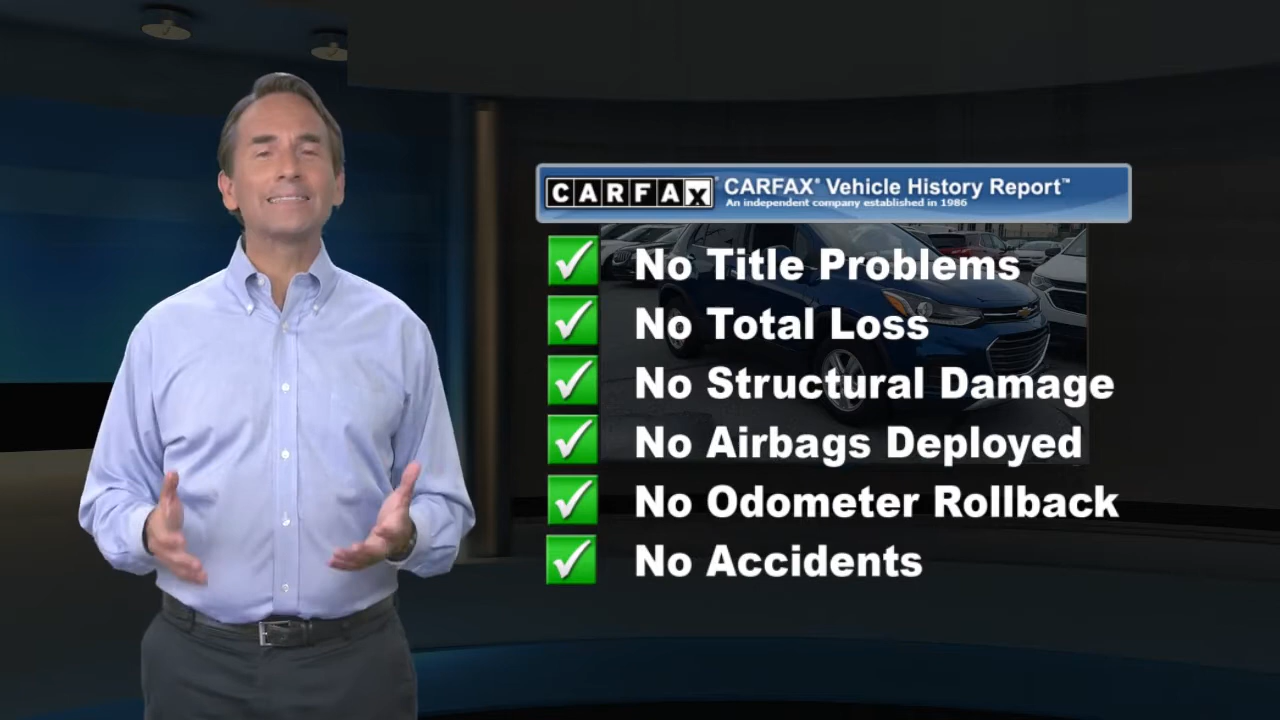 CARFAX
CARFAX® Vehicle History Report™
An independent company established in 1986
No Title Problems
No Total Loss
No Structural Damage
No Airbags Deployed
No Odometer Rollback
No Accidents